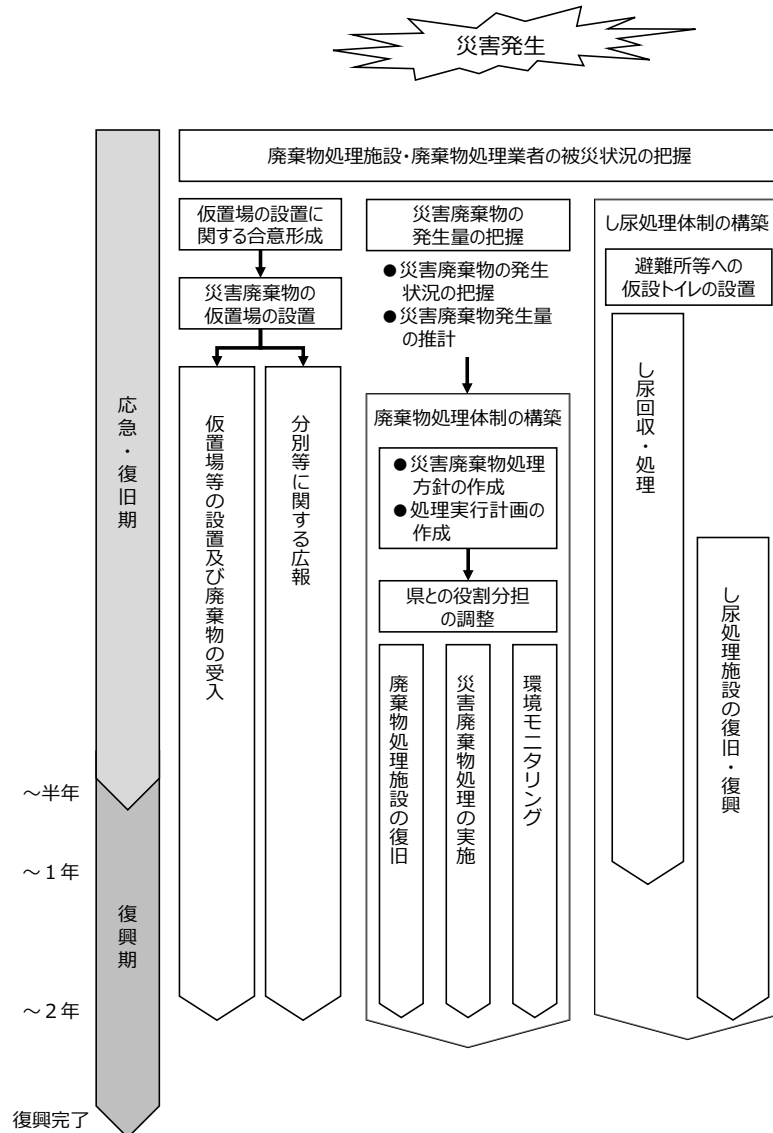 災害発生
廃棄物処理施設・廃棄物処理業者の被災状況の把握
仮置場の設置に
関する合意形成
災害廃棄物の
仮置場の設置
仮置場等の設置及び廃棄物の受入
分別等に関する広報
災害廃棄物の
発生量の把握
●災害廃棄物の発生
状況の把握
●災害廃棄物発生量
の推計
廃棄物処理体制の構築
●災害廃棄物処理
方針の作成
●処理実行計画の
作成
県との役割分担
の調整
廃棄物処理施設の復旧
災害廃棄物処理の実施
環境モニタリング
し尿処理体制の構築
避難所等への
仮設トイレの設置
し尿回収・処理
し尿処理施設の復旧・復興
応急・復旧期
復興期
～半年
～１年
～２年
復興完了